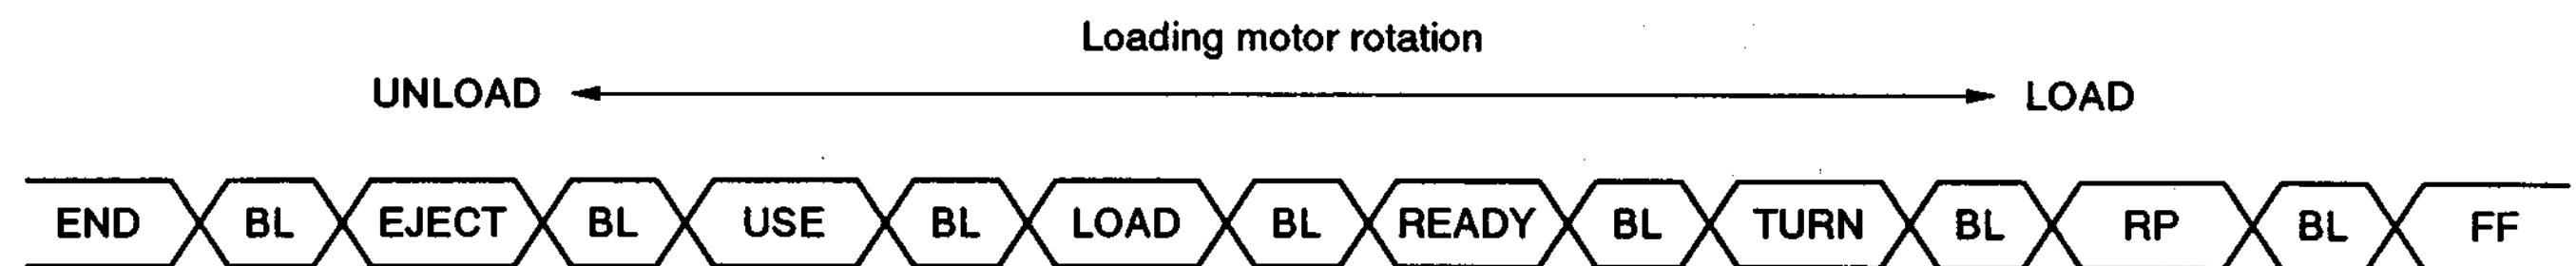 Loading motor rotation
UNLOAD LOAD
END BL EJECT BL USE BL LOAD BL READY BL TURN BL RP BL FF